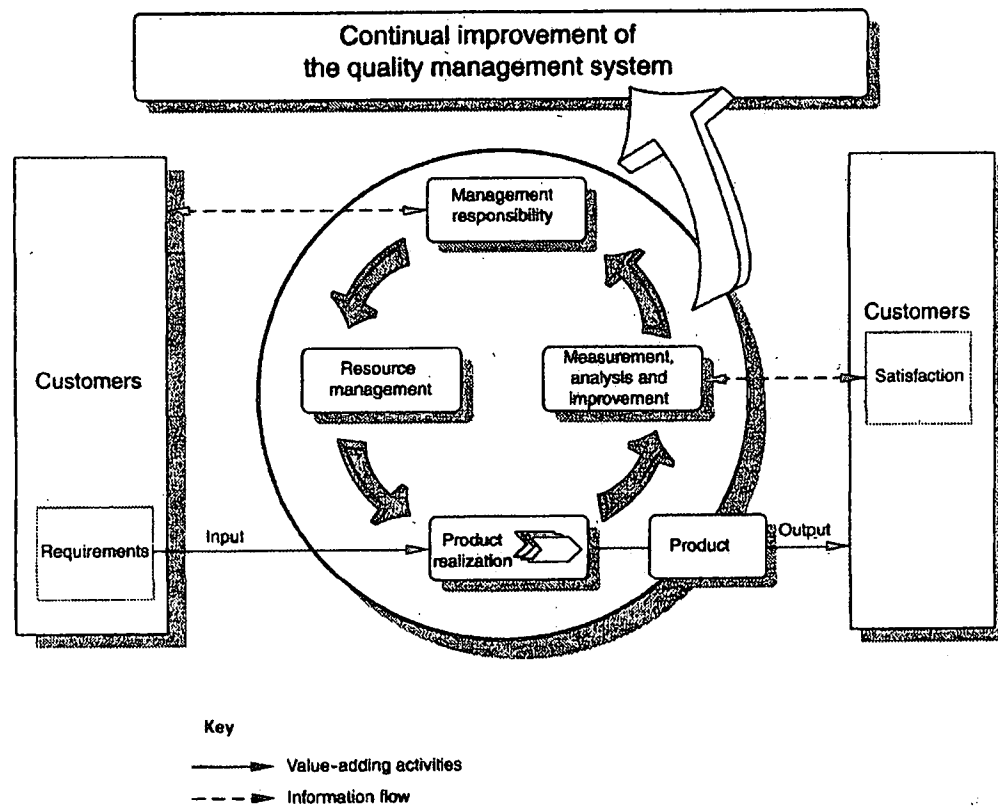 Continual improvement of
the quality management system
Management
responsibility
Customers
Resource
management
Measurement,
analysis and
improvement
Customers
Satisfaction
Requirements
Input
Product
realization
Product
Output
Key
Value-adding activities
Information flow